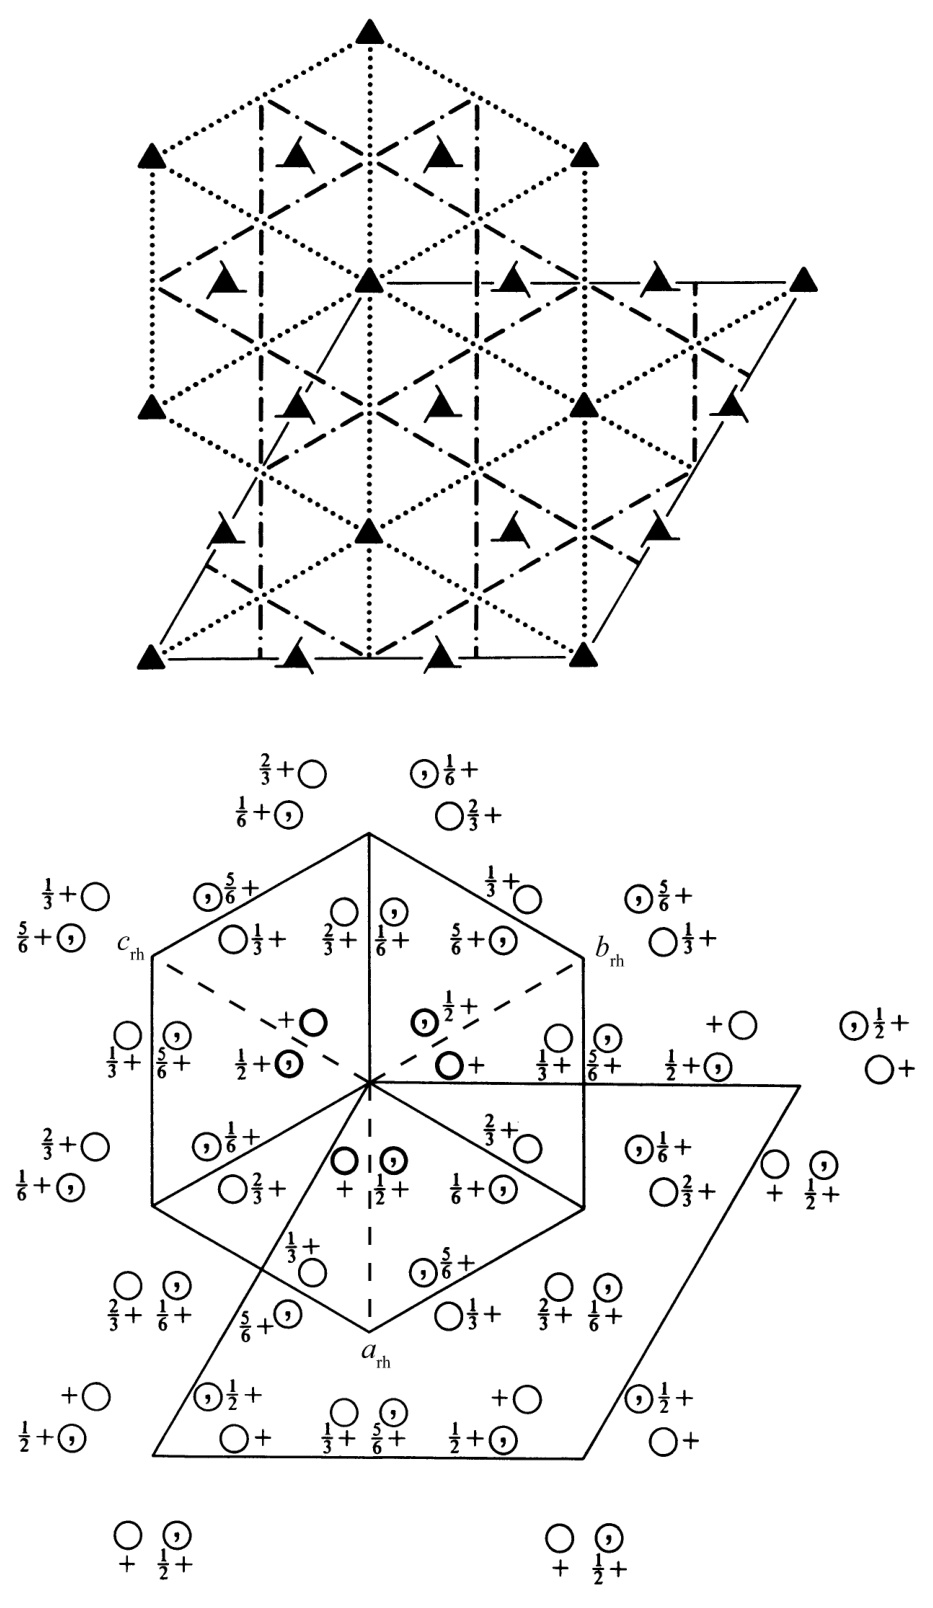 2/3+ 1/6+
1/6+ 2/3+
1/3+ 5/6+ 1/3+ 5/6+
5/6+ c_rh 1/3+ 2/3+ 1/6+ 5/6+ b_rh 1/3+
+ 1/2+ + 1/2+
1/3+ 5/6+ 1/2+ + 1/3+ 5/6+ 1/2+ +
2/3+ 1/6+ 2/3+ 1/6+
1/6+ 2/3+ + 1/2+ 1/6+ 2/3+ + 1/2+
1/3+ 5/6+
2/3+ 1/6+ 5/6+ 1/3+ 2/3+ 1/6+
a_rh
+ 1/2+ + 1/2+
1/2+ + 1/3+ 5/6+ 1/2+ +
+ 1/2+ + 1/2+